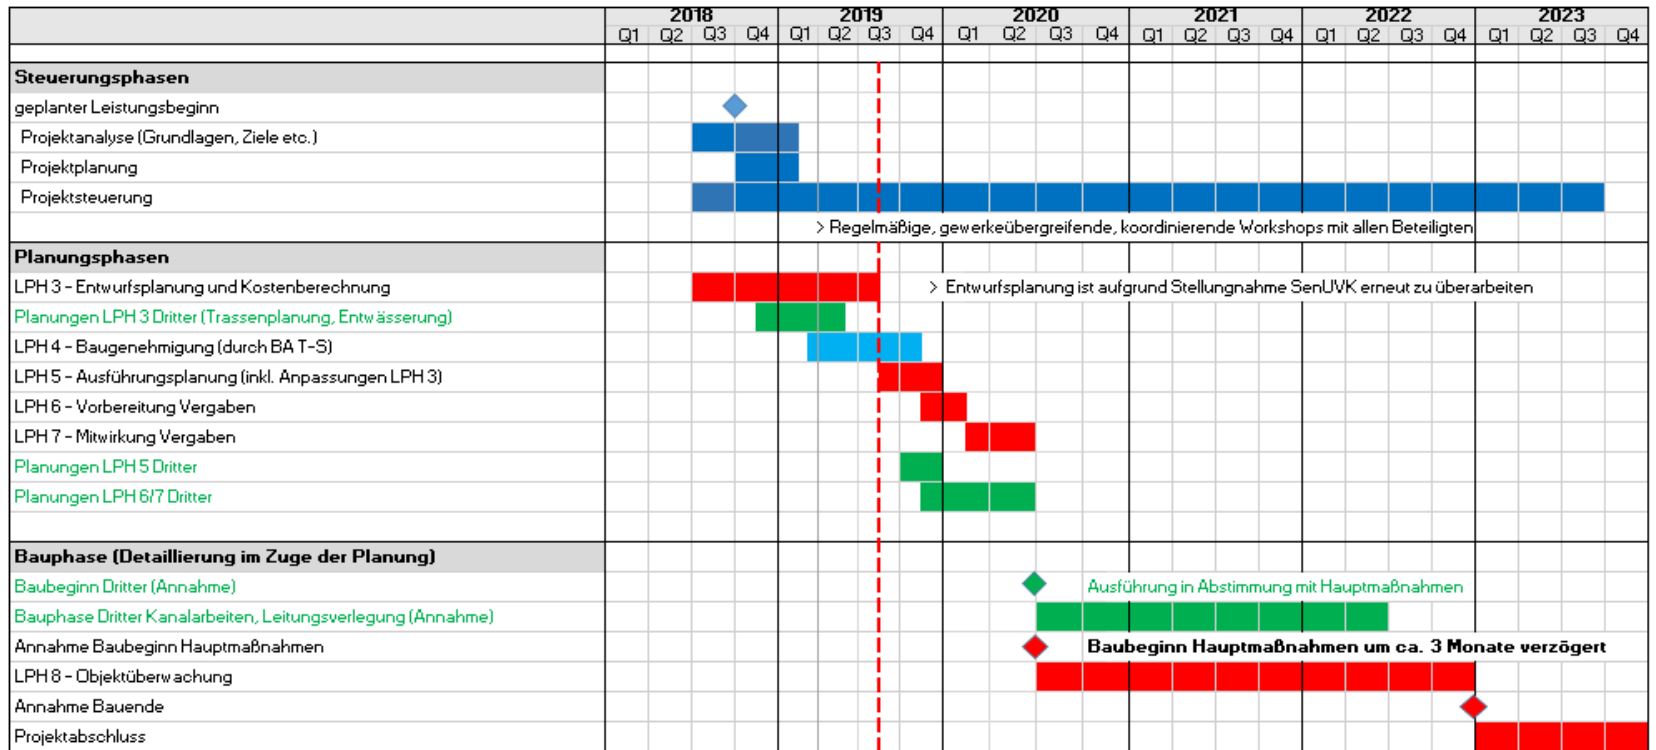 2018 2019 2020 2021 2022 2023
Q1 Q2 Q3 Q4 Q1 Q2 Q3 Q4 Q1 Q2 Q3 Q4 Q1 Q2 Q3 Q4 Q1 Q2 Q3 Q4 Q1 Q2 Q3 Q4
Steuerungsphasen
geplanter Leistungsbeginn
Projektanalyse (Grundlagen, Ziele etc.)
Projektplanung
Projektsteuerung
> Regelmäßige, gewerkeübergreifende, koordinierende Workshops mit allen Beteiligten
Planungsphasen
LPH 3 - Entwurfsplanung und Kostenberechnung > Entwurfsplanung ist aufgrund Stellungnahme SenUVK erneut zu überarbeiten
Planungen LPH 3 Dritter (Trassenplanung, Entwässerung)
LPH 4 - Baugenehmigung (durch BA T-S)
LPH 5 - Ausführungsplanung (inkl. Anpassungen LPH 3)
LPH 6 - Vorbereitung Vergaben
LPH 7 - Mitwirkung Vergaben
Planungen LPH 5 Dritter
Planungen LPH 6/7 Dritter
Bauphase (Detaillierung im Zuge der Planung)
Baubeginn Dritter (Annahme) Ausführung in Abstimmung mit Hauptmaßnahmen
Bauphase Dritter Kanalarbeiten, Leitungsverlegung (Annahme)
Annahme Baubeginn Hauptmaßnahmen Baubeginn Hauptmaßnahmen um ca. 3 Monate verzögert
LPH 8 - Objektüberwachung
Annahme Bauende
Projektabschluss